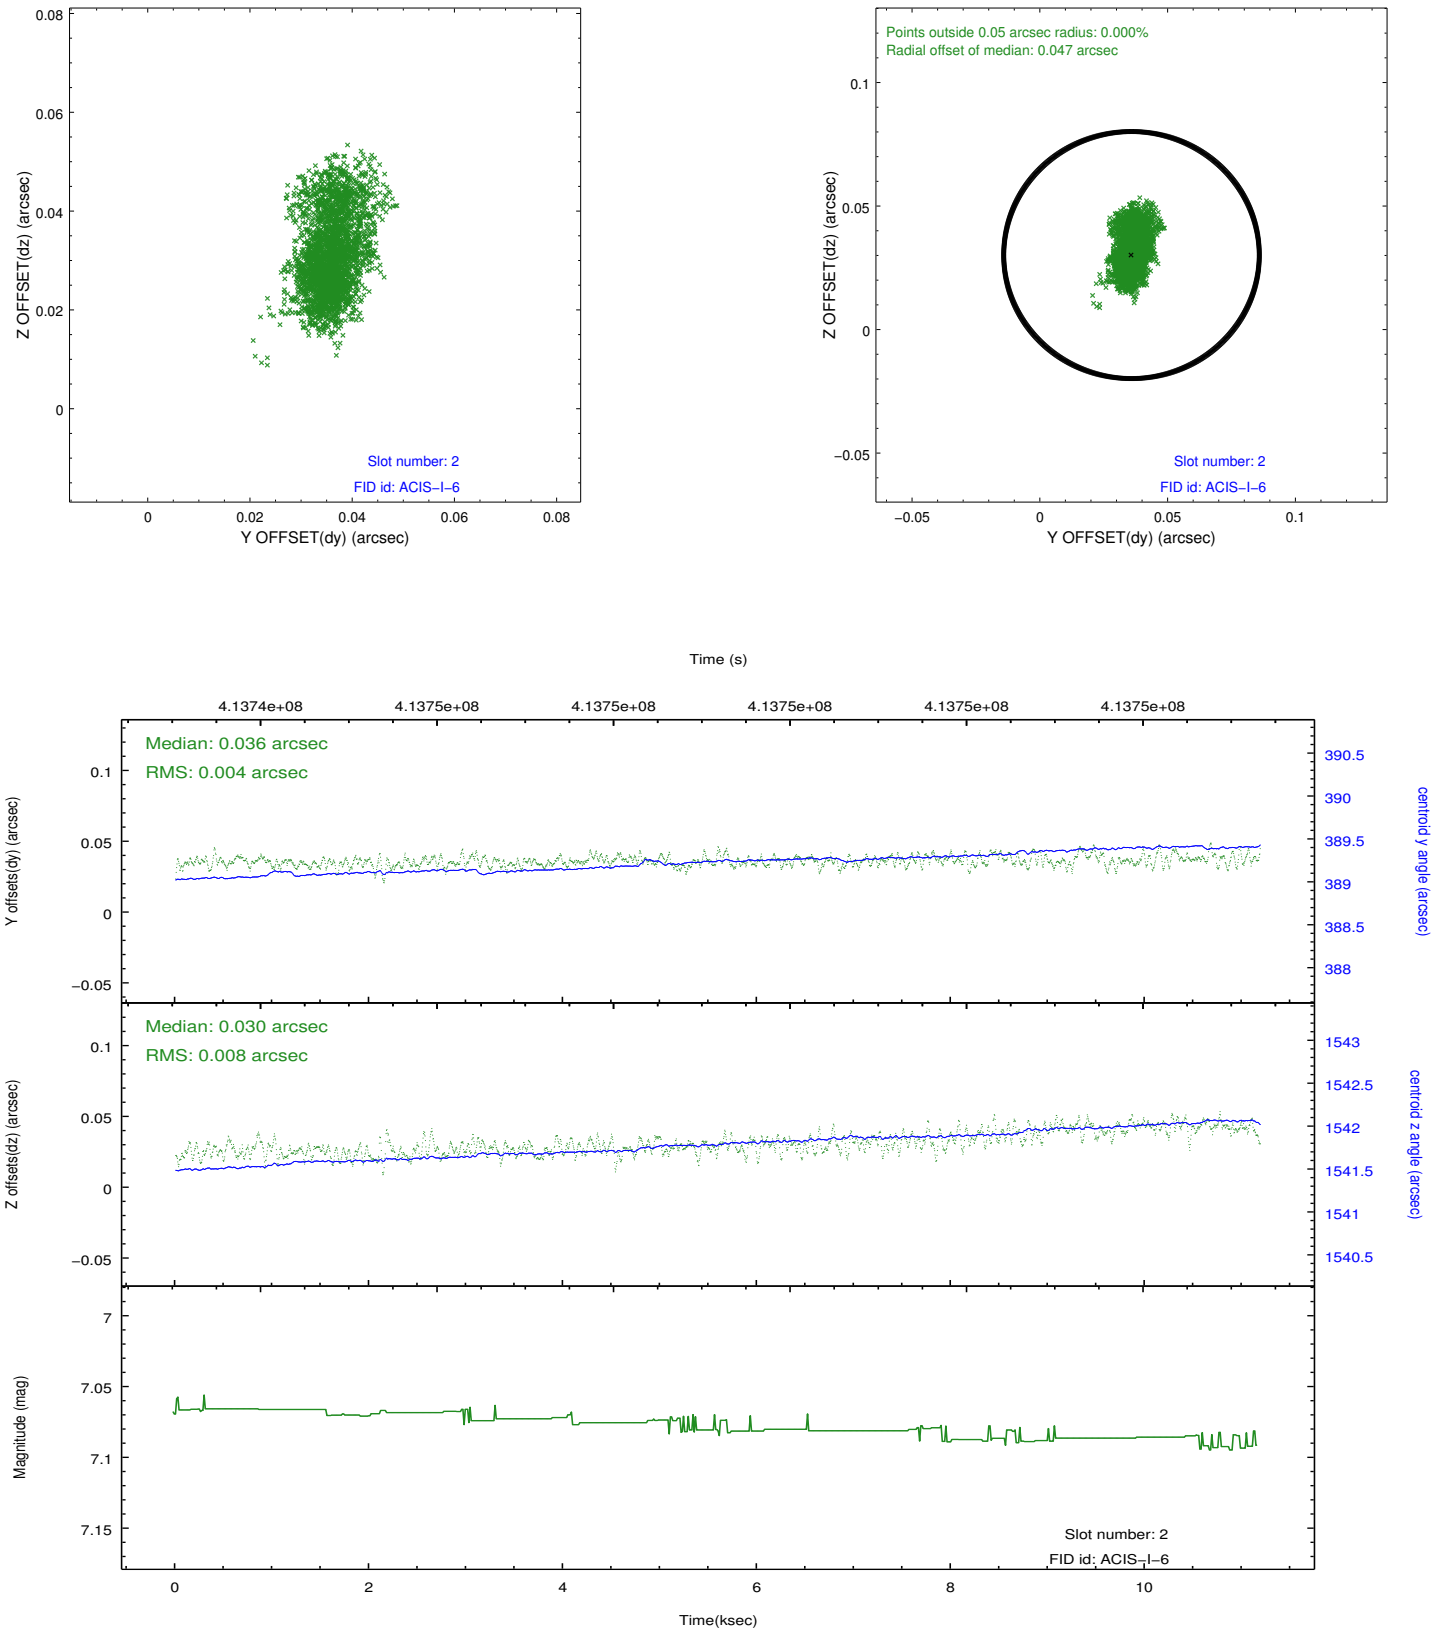 0.08
0.06
0.04
0.02
0
Z OFFSET(dz) (arcsec)
Slot number: 2
FID id: ACIS−I−6
0 0.02 0.04 0.06 0.08
Y OFFSET(dy) (arcsec)
Points outside 0.05 arcsec radius: 0.000%
Radial offset of median: 0.047 arcsec
0.1
0.05
0
−0.05
Z OFFSET(dz) (arcsec)
Slot number: 2
FID id: ACIS−I−6
−0.05 0 0.05 0.1
Y OFFSET(dy) (arcsec)
Time (s)
4.1374e+08 4.1375e+08 4.1375e+08 4.1375e+08 4.1375e+08 4.1375e+08
Median: 0.036 arcsec
RMS: 0.004 arcsec
0.1
0.05
0
−0.05
Y offsets(dy) (arcsec)
390.5
390
389.5
389
388.5
388
centroid y angle (arcsec)
Median: 0.030 arcsec
RMS: 0.008 arcsec
0.1
0.05
0
−0.05
Z offsets(dz) (arcsec)
1543
1542.5
1542
1541.5
1541
1540.5
centroid z angle (arcsec)
7
7.05
7.1
7.15
Magnitude (mag)
Slot number: 2
FID id: ACIS−I−6
0 2 4 6 8 10
Time(ksec)